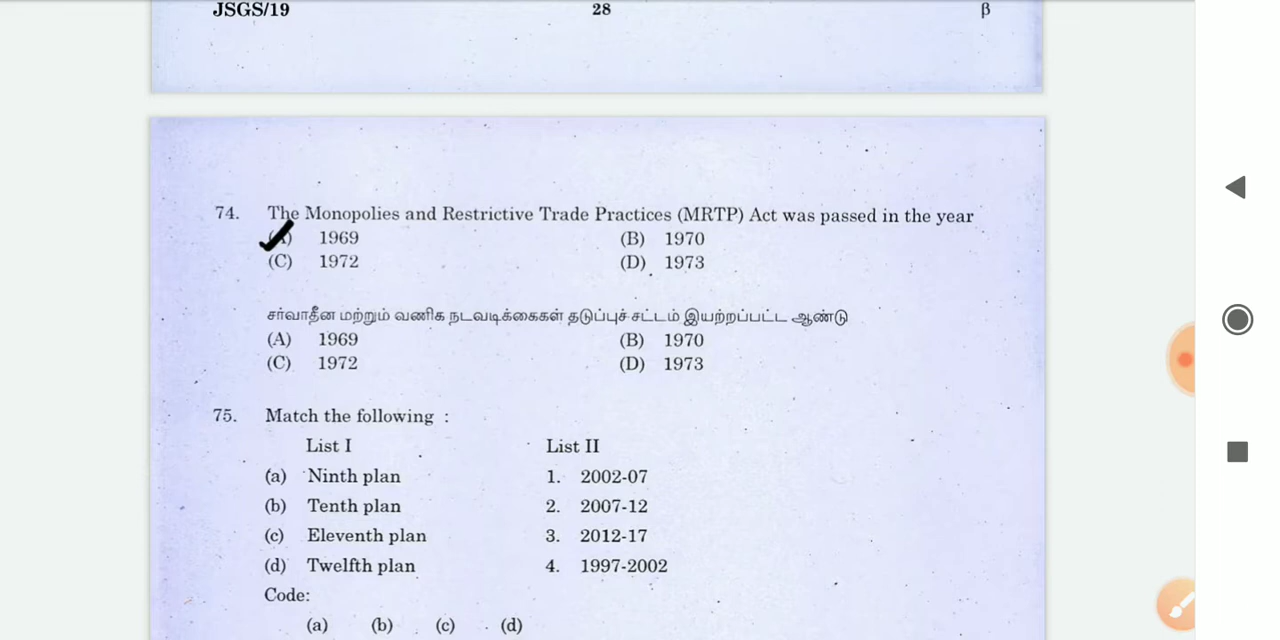 JSGS/19 28 β
74. The Monopolies and Restrictive Trade Practices (MRTP) Act was passed in the year
(A) 1969 (B) 1970
(C) 1972 (D) 1973
சர்வாதீன மற்றும் வணிக நடவடிக்கைகள் தடுப்புச் சட்டம் இயற்றப்பட்ட ஆண்டு
(A) 1969 (B) 1970
(C) 1972 (D) 1973
75. Match the following :
List I List II
(a) Ninth plan 1. 2002-07
(b) Tenth plan 2. 2007-12
(c) Eleventh plan 3. 2012-17
(d) Twelfth plan 4. 1997-2002
Code:
(a) (b) (c) (d)